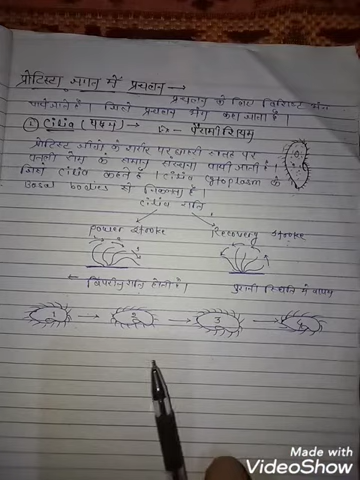 प्रोटिस्टा जगत में प्रचलन →
प्रचलन के लिए विशिष्ट अंग
पाये जाते है । जिसे प्रचलन अंग कहा जाता है ।
① cilia (पक्ष्म) → Ex:- पैरामीशियम
प्रोटिस्ट जीवो के शरीर पर बाहरी सतह पर
पतली रोम के समान संरचना पायी जाती है ।
जिसे cilia कहते है । cilia cytoplasm के
Basal bodies से निकलता है ।
cilia गति
power stroke Recovery stroke
← विपरीत गति होती है । पुरानी स्थिति में वापस
1 → 2 → 3 → 4
Made with
VideoShow